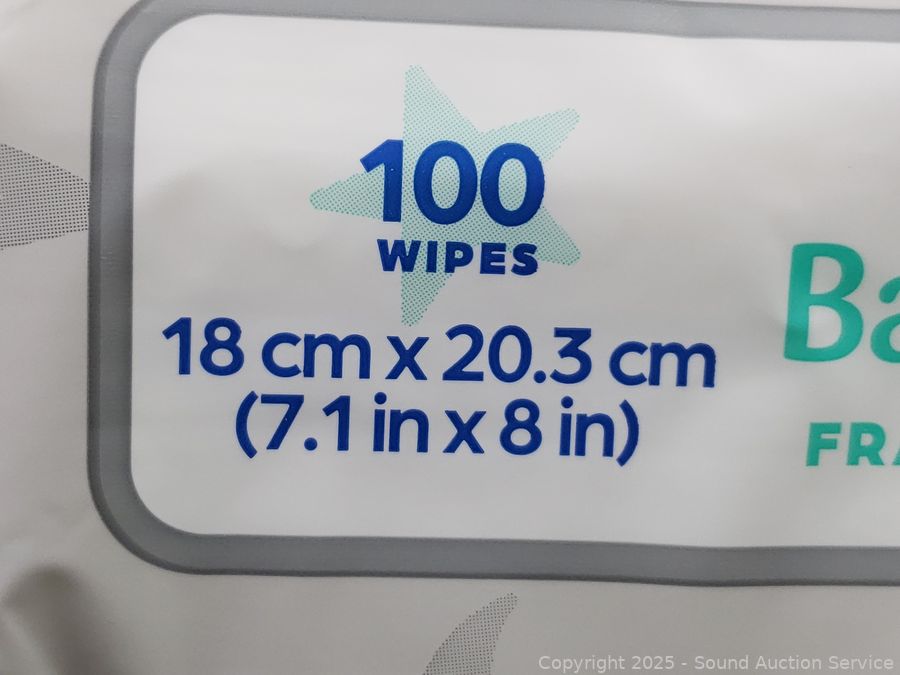 100
WIPES
18 cm x 20.3 cm
(7.1 in x 8 in)
Copyright 2025 - Sound Auction Service